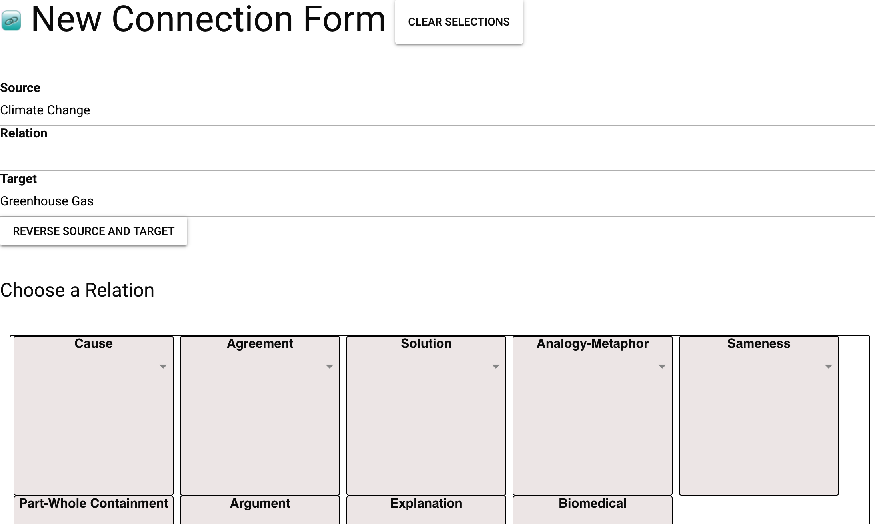 New Connection Form
CLEAR SELECTIONS
Source
Climate Change
Relation
Target
Greenhouse Gas
REVERSE SOURCE AND TARGET
Choose a Relation
Cause
Agreement
Solution
Analogy-Metaphor
Sameness
Part-Whole Containment
Argument
Explanation
Biomedical